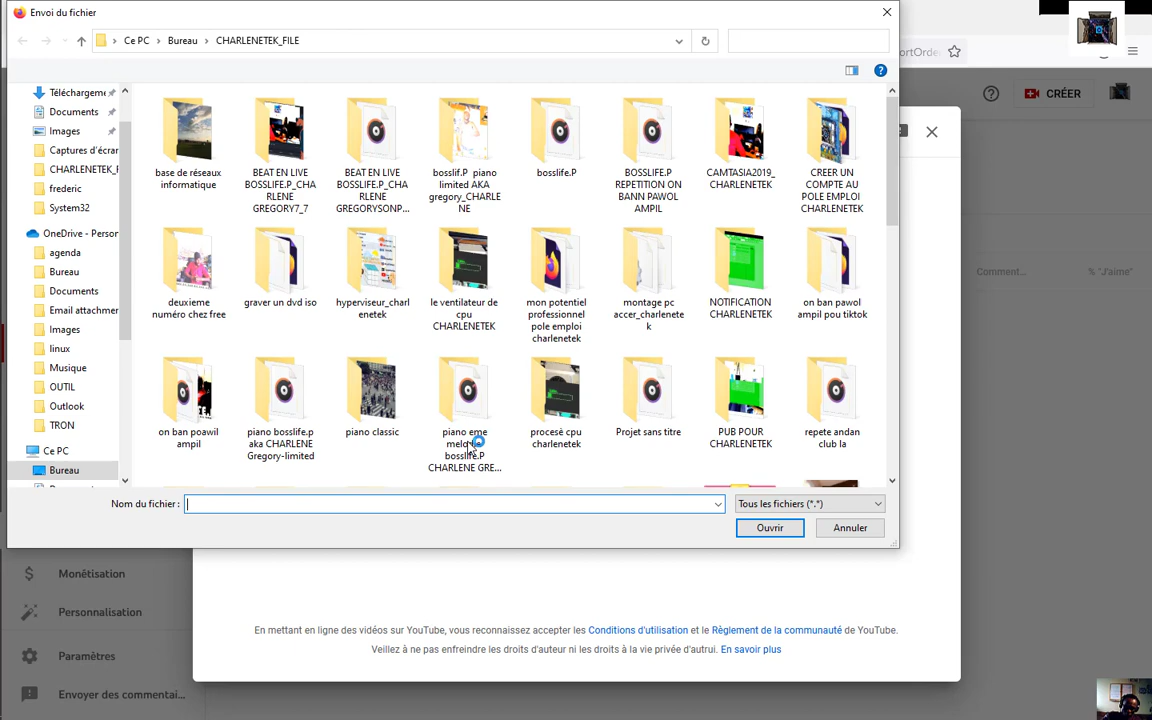 Envoi du fichier
Ce PC > Bureau > CHARLENETEK_FILE
ortOrde
CRÉER
Téléchargeme
Documents
Images
Captures d'écrar
CHARLENETEK_F
frederic
System32
OneDrive - Persor
agenda
Bureau
Documents
Email attachmer
Images
linux
Musique
OUTIL
Outlook
TRON
Ce PC
Bureau
base de réseaux
informatique
BEAT EN LIVE
BOSSLIFE.P_CHA
RLENE
GREGORY7_7
BEAT EN LIVE
BOSSLIFE.P_CHA
RLENE
GREGORYSONP...
bosslif.P piano
limited AKA
gregory_CHARLE
NE
bosslife.P
BOSSLIFE.P
REPETITION ON
BANN PAWOL
AMPIL
CAMTASIA2019_
CHARLENETEK
CREER UN
COMPTE AU
POLE EMPLOI
CHARLENETEK
deuxieme
numéro chez free
graver un dvd iso
hyperviseur_charl
enetek
le ventilateur de
cpu
CHARLENETEK
mon potentiel
professionnel
pole emploi
charlenetek
montage pc
accer_charlenete
k
NOTIFICATION
CHARLENETEK
on ban pawol
ampil pou tiktok
on ban poawil
ampil
piano bosslife.p
aka CHARLENE
Gregory-limited
piano classic
piano eme
bosslife.P
CHARLENE GRE...
procesè cpu
charlenetek
Projet sans titre
PUB POUR
CHARLENETEK
repete andan
club la
Nom du fichier :
Tous les fichiers (*.*)
Ouvrir
Annuler
Comment...
% "J'aime"
Monétisation
Personnalisation
Paramètres
Envoyer des commentai...
En mettant en ligne des vidéos sur YouTube, vous reconnaissez accepter les Conditions d'utilisation et le Règlement de la communauté de YouTube.
Veillez à ne pas enfreindre les droits d'auteur ni les droits à la vie privée d'autrui. En savoir plus